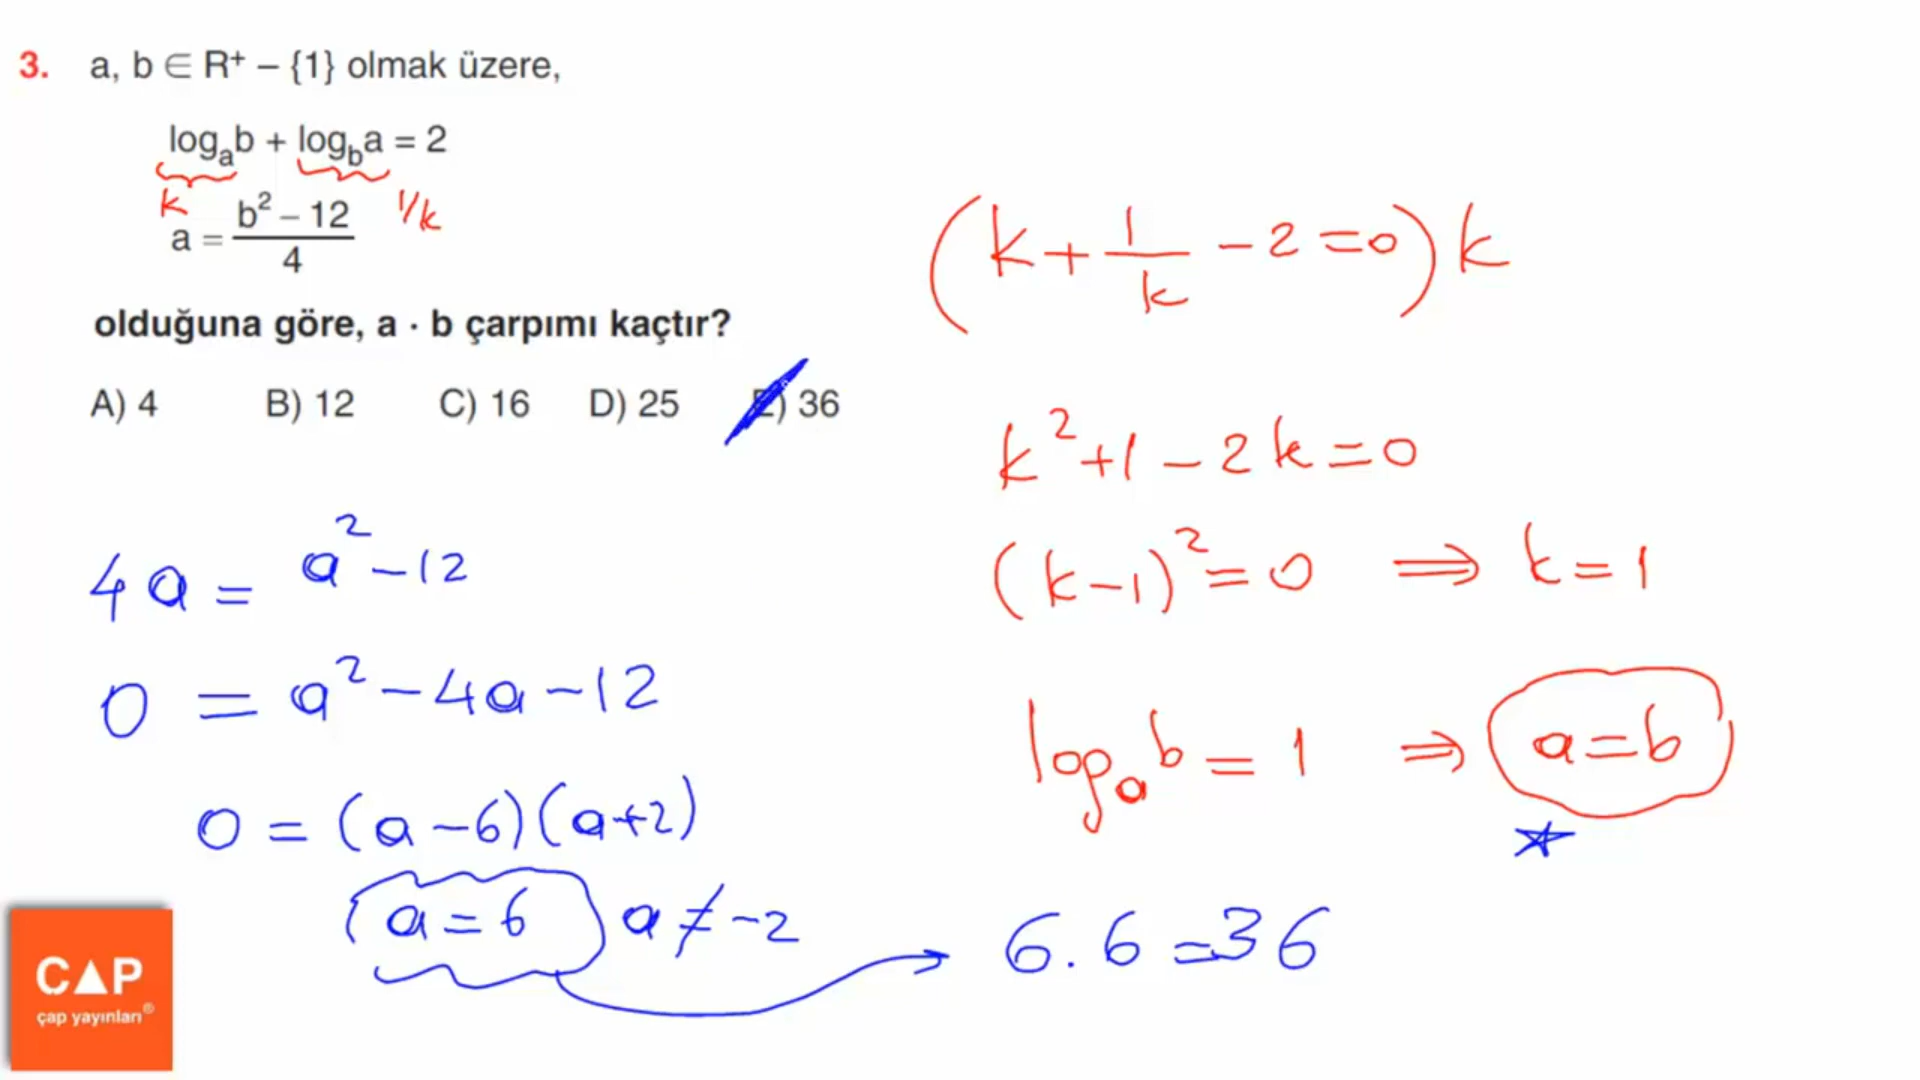 3. a, b ∈ R⁺ – {1} olmak üzere,
logₐb + log_b a = 2
k 1/k
a = (b² – 12)/4
olduğuna göre, a · b çarpımı kaçtır?
A) 4 B) 12 C) 16 D) 25 E) 36
4a = a² – 12
0 = a² – 4a – 12
0 = (a – 6)(a + 2)
a = 6 a ≠ –2
(k + 1/k – 2 = 0) k
k² + 1 – 2k = 0
(k – 1)² = 0 ⇒ k = 1
logₐb = 1 ⇒ a = b
6 . 6 = 36
ÇAP
çap yayınları®